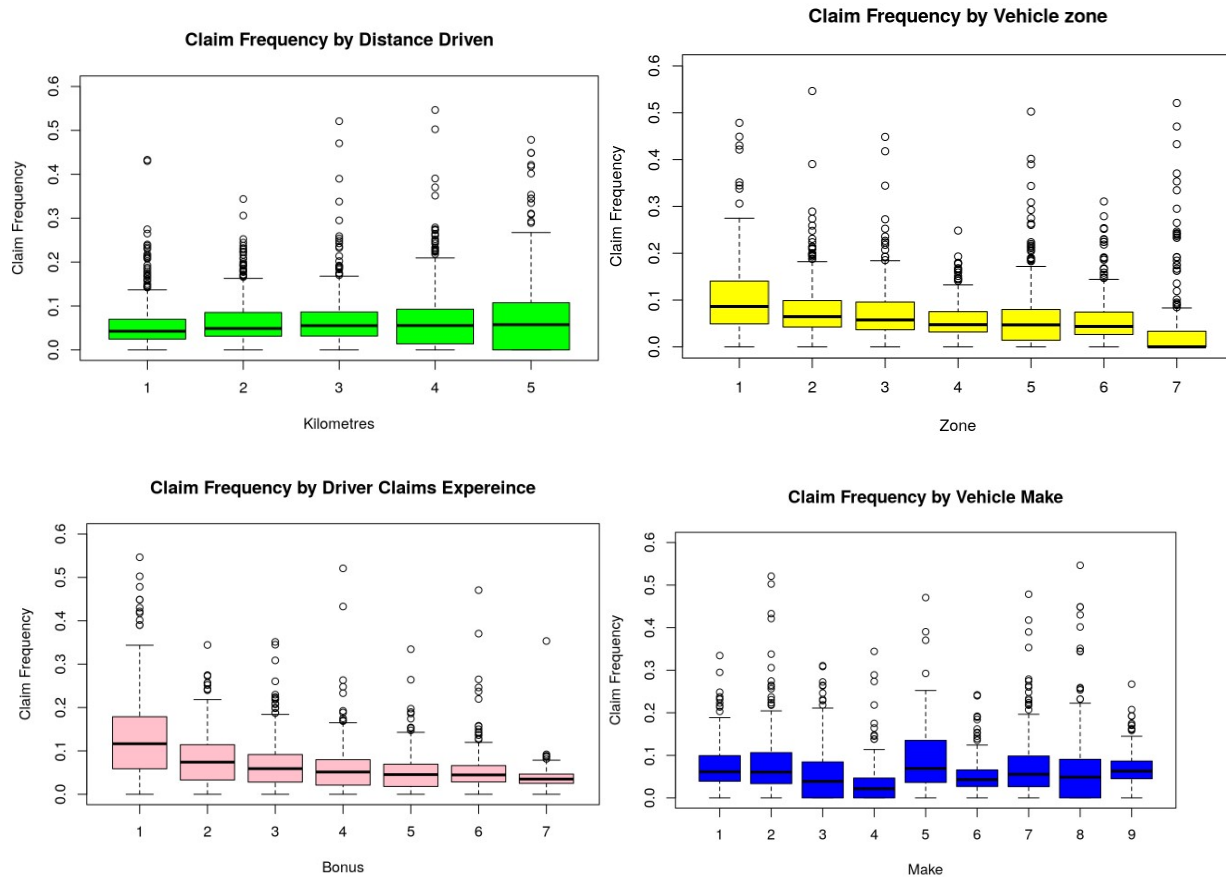 Claim Frequency by Distance Driven
Claim Frequency
0.0 0.1 0.2 0.3 0.4 0.5 0.6
1 2 3 4 5
Kilometres
Claim Frequency by Vehicle zone
Claim Frequency
0.0 0.1 0.2 0.3 0.4 0.5 0.6
1 2 3 4 5 6 7
Zone
Claim Frequency by Driver Claims Expereince
Claim Frequency
0.0 0.1 0.2 0.3 0.4 0.5 0.6
1 2 3 4 5 6 7
Bonus
Claim Frequency by Vehicle Make
Claim Frequency
0.0 0.1 0.2 0.3 0.4 0.5 0.6
1 2 3 4 5 6 7 8 9
Make